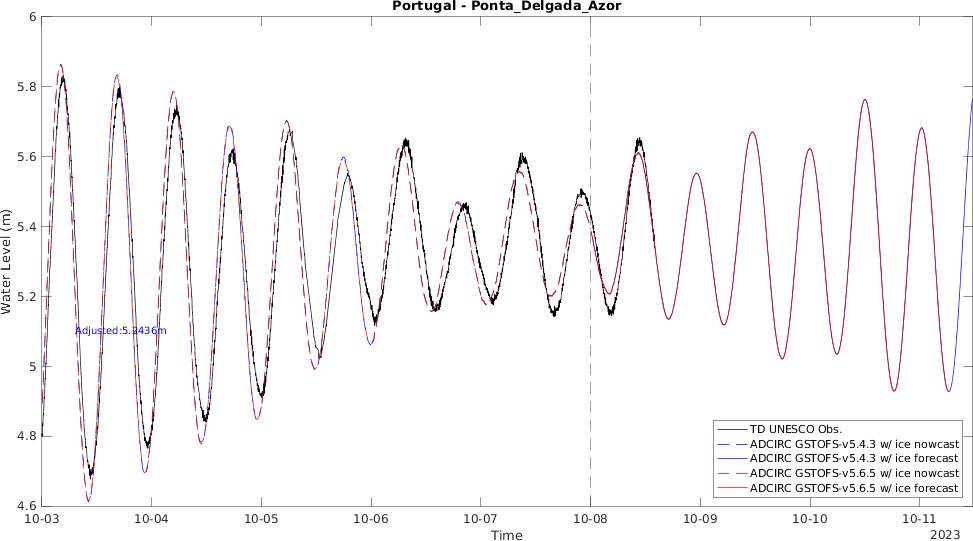 Portugal - Ponta_Delgada_Azor
6
5.8
5.6
5.4
5.2
5
4.8
4.6
Water Level (m)
Adjusted:5.2436m
TD UNESCO Obs.
ADCIRC GSTOFS-v5.4.3 w/ ice nowcast
ADCIRC GSTOFS-v5.4.3 w/ ice forecast
ADCIRC GSTOFS-v5.6.5 w/ ice nowcast
ADCIRC GSTOFS-v5.6.5 w/ ice forecast
10-03 10-04 10-05 10-06 10-07 10-08 10-09 10-10 10-11
Time
2023